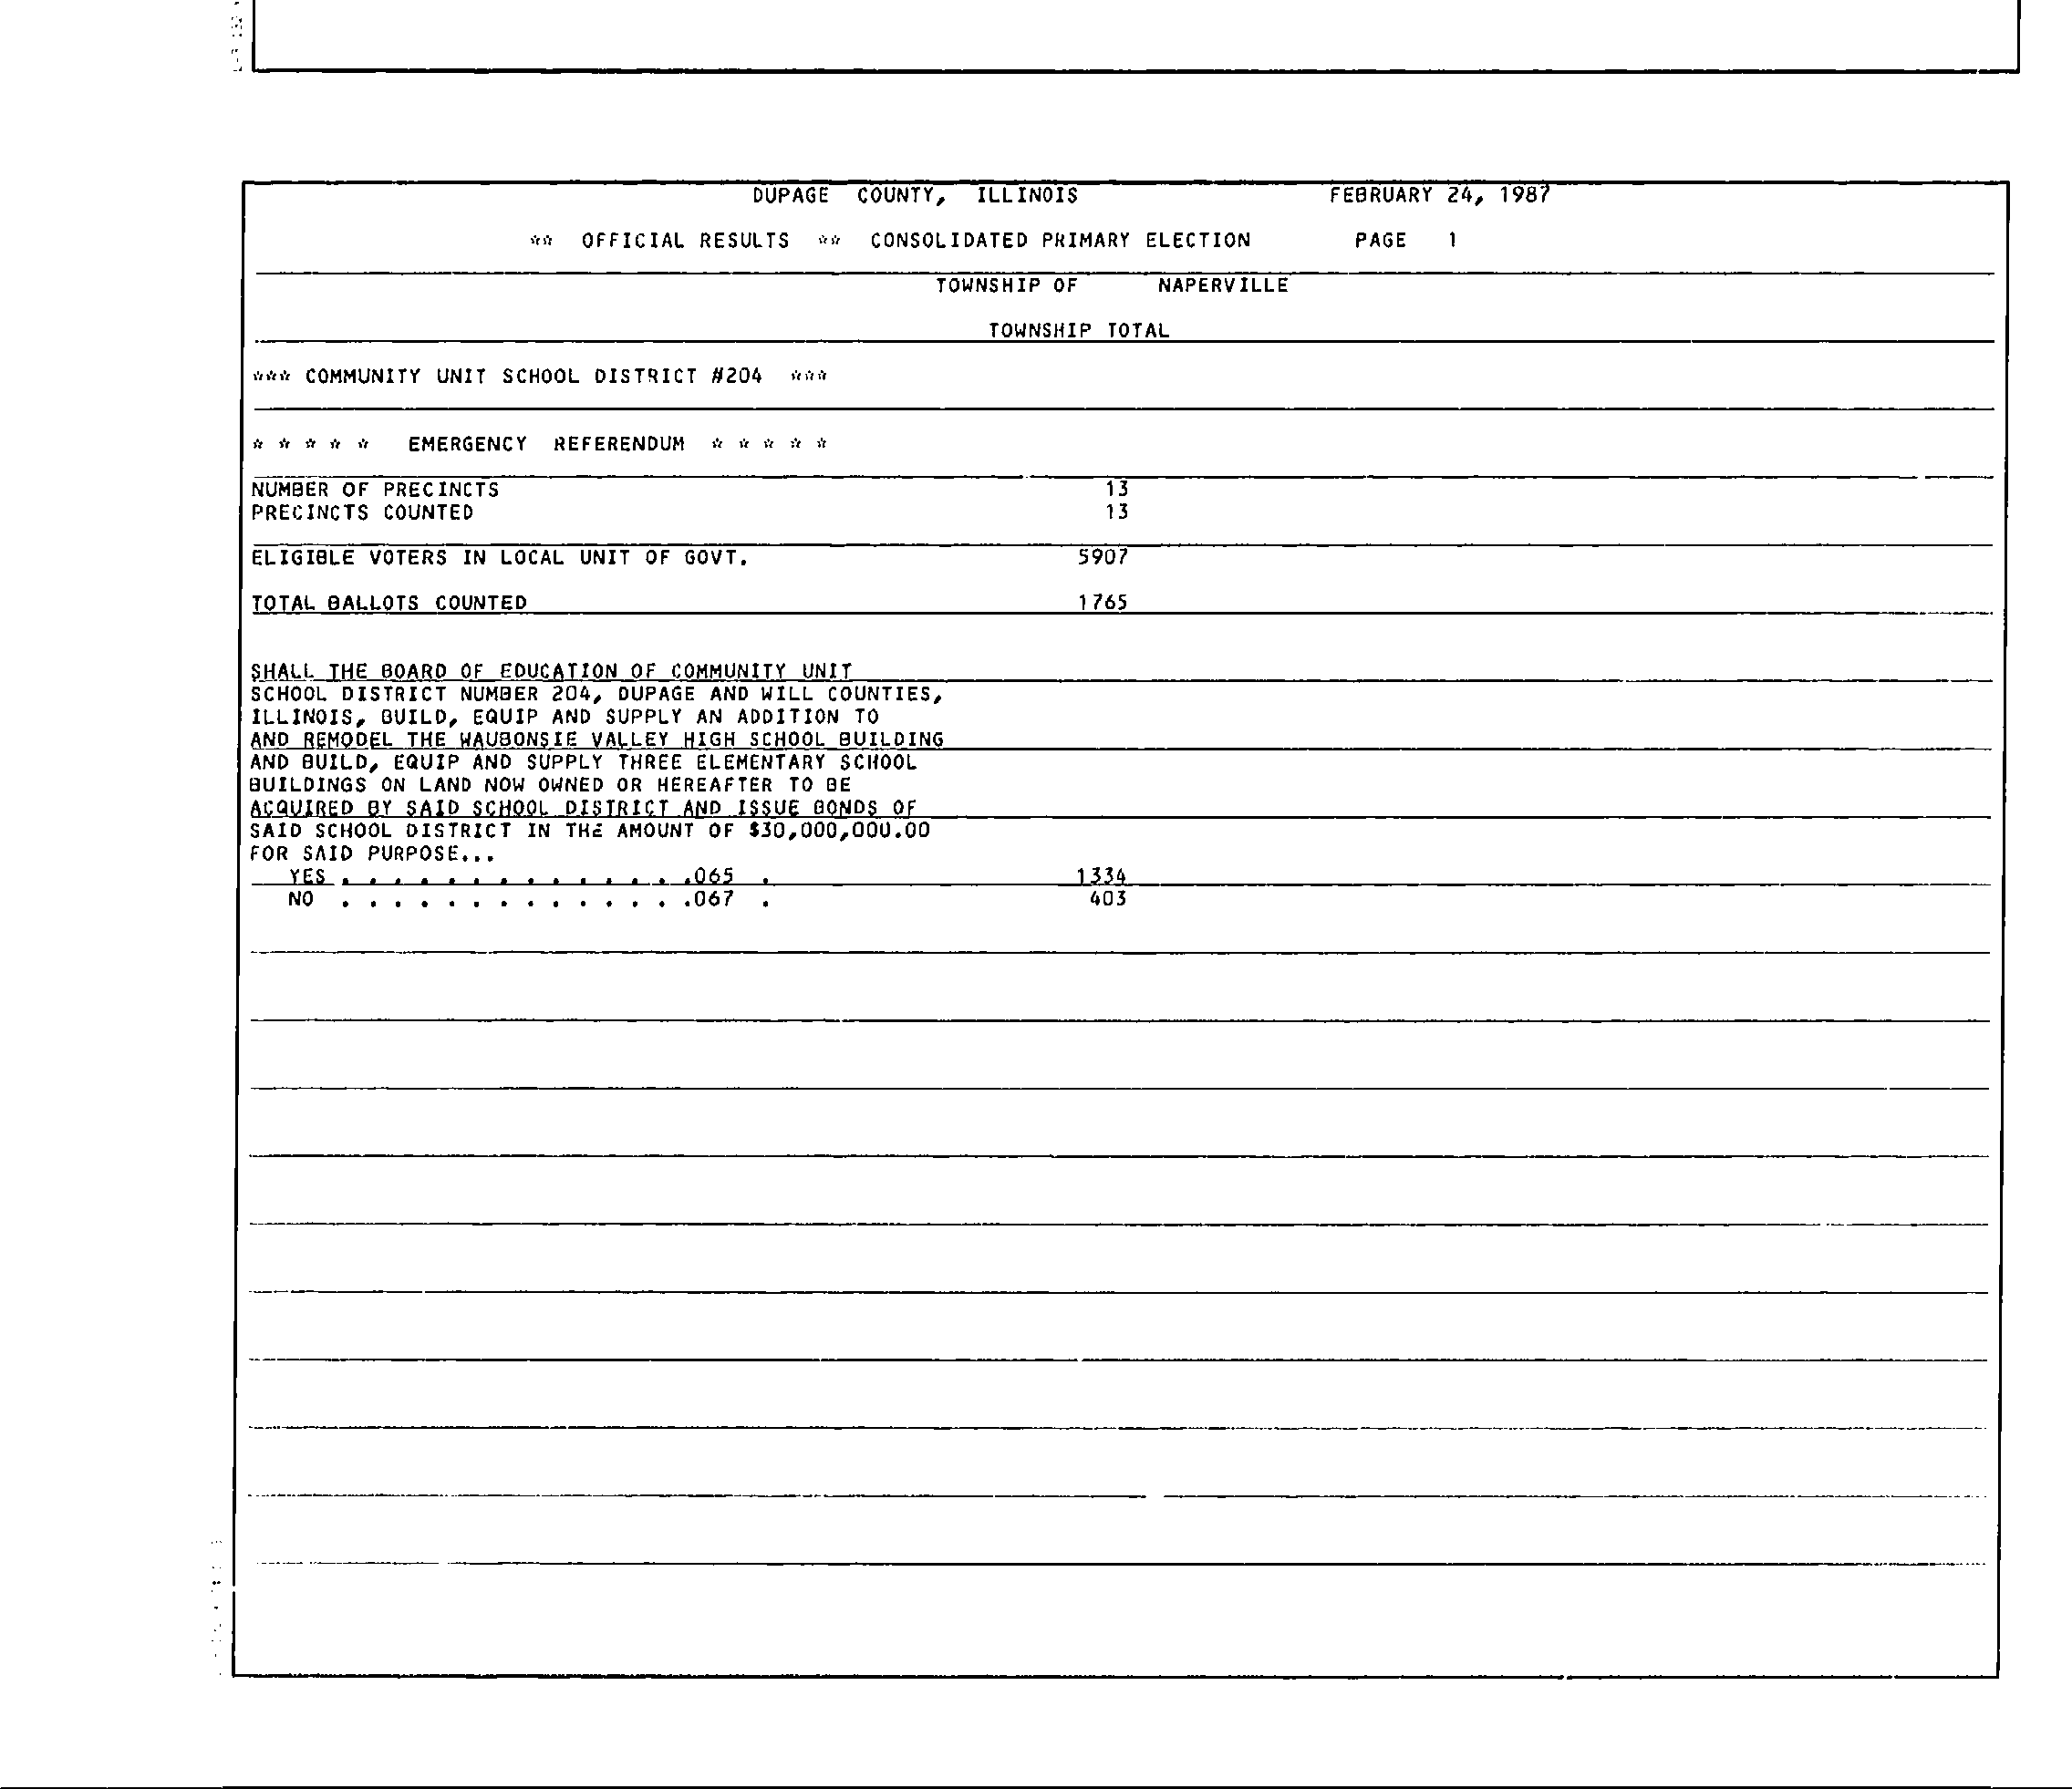 DUPAGE COUNTY, ILLINOIS FEBRUARY 24, 1987
** OFFICIAL RESULTS ** CONSOLIDATED PRIMARY ELECTION PAGE 1
TOWNSHIP OF NAPERVILLE
TOWNSHIP TOTAL
*** COMMUNITY UNIT SCHOOL DISTRICT #204 ***
* * * * * EMERGENCY REFERENDUM * * * * *
NUMBER OF PRECINCTS 13
PRECINCTS COUNTED 13
ELIGIBLE VOTERS IN LOCAL UNIT OF GOVT. 5907
TOTAL BALLOTS COUNTED 1765
SHALL THE BOARD OF EDUCATION OF COMMUNITY UNIT
SCHOOL DISTRICT NUMBER 204, DUPAGE AND WILL COUNTIES,
ILLINOIS, BUILD, EQUIP AND SUPPLY AN ADDITION TO
AND REMODEL THE WAUBONSIE VALLEY HIGH SCHOOL BUILDING
AND BUILD, EQUIP AND SUPPLY THREE ELEMENTARY SCHOOL
BUILDINGS ON LAND NOW OWNED OR HEREAFTER TO BE
ACQUIRED BY SAID SCHOOL DISTRICT AND ISSUE BONDS OF
SAID SCHOOL DISTRICT IN THE AMOUNT OF $30,000,000.00
FOR SAID PURPOSE...
YES . . . . . . . . . . . . . .065 . 1334
NO . . . . . . . . . . . . . .067 . 403